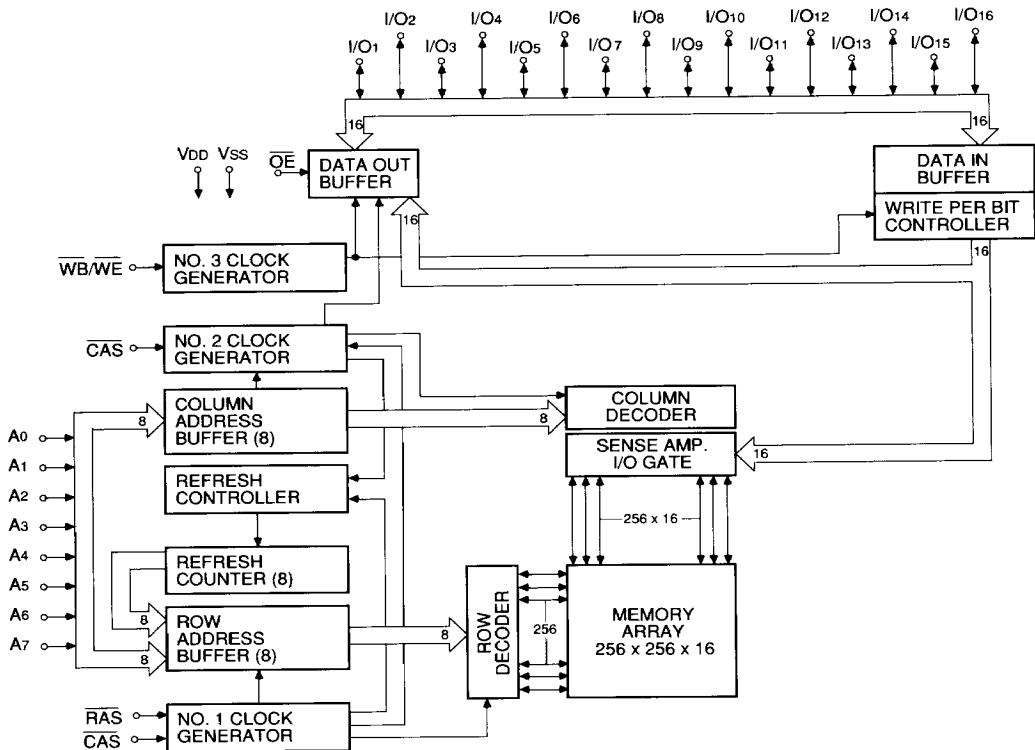 I/O2 I/O4 I/O6 I/O8 I/O10 I/O12 I/O14 I/O16
I/O1 I/O3 I/O5 I/O7 I/O9 I/O11 I/O13 I/O15
16 16
VDD VSS
OE
DATA OUT
BUFFER
DATA IN
BUFFER
WRITE PER BIT
CONTROLLER
16
16
WB/WE
NO. 3 CLOCK
GENERATOR
CAS
NO. 2 CLOCK
GENERATOR
COLUMN
ADDRESS
BUFFER (8)
8
8
COLUMN
DECODER
SENSE AMP.
I/O GATE
16
A0
A1
A2
A3
A4
A5
A6
A7
REFRESH
CONTROLLER
256 x 16
REFRESH
COUNTER (8)
8
8
ROW
ADDRESS
BUFFER (8)
8
ROW
DECODER
256
MEMORY
ARRAY
256 x 256 x 16
RAS
CAS
NO. 1 CLOCK
GENERATOR